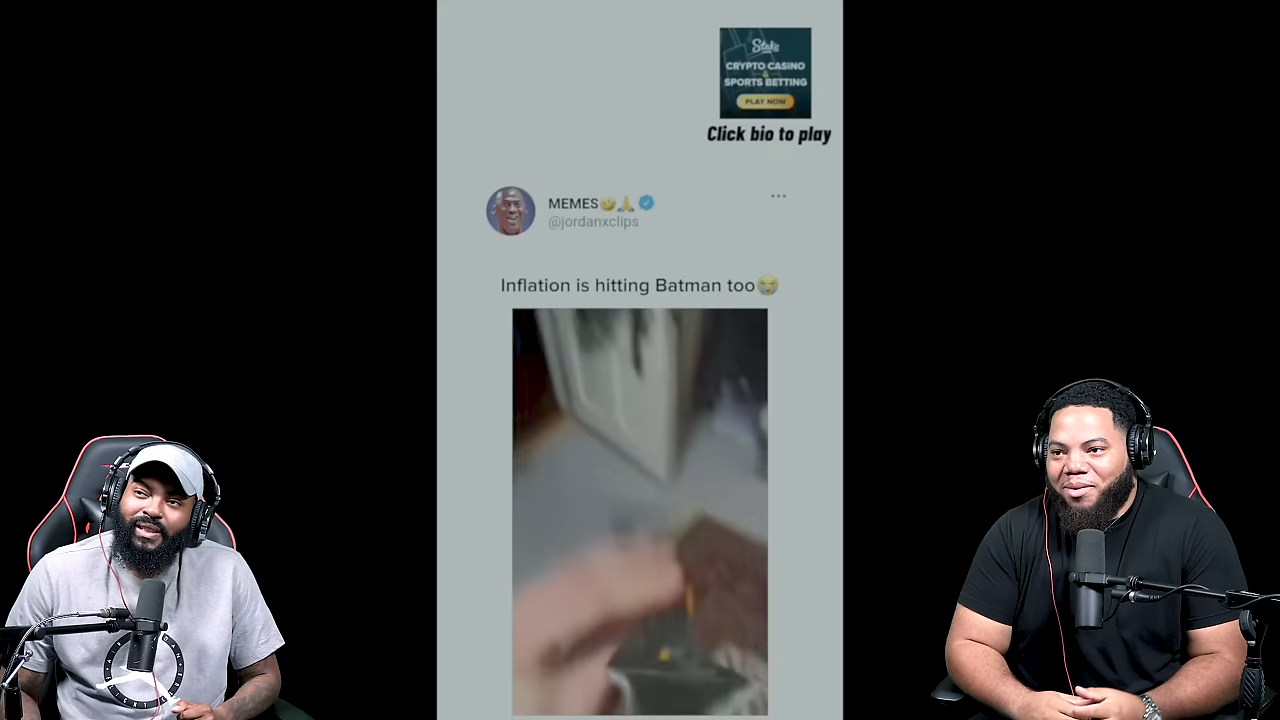 Stake
CRYPTO CASINO
&
SPORTS BETTING
PLAY NOW
Click bio to play
MEMES🤣🙏
@jordanxclips
Inflation is hitting Batman too😭